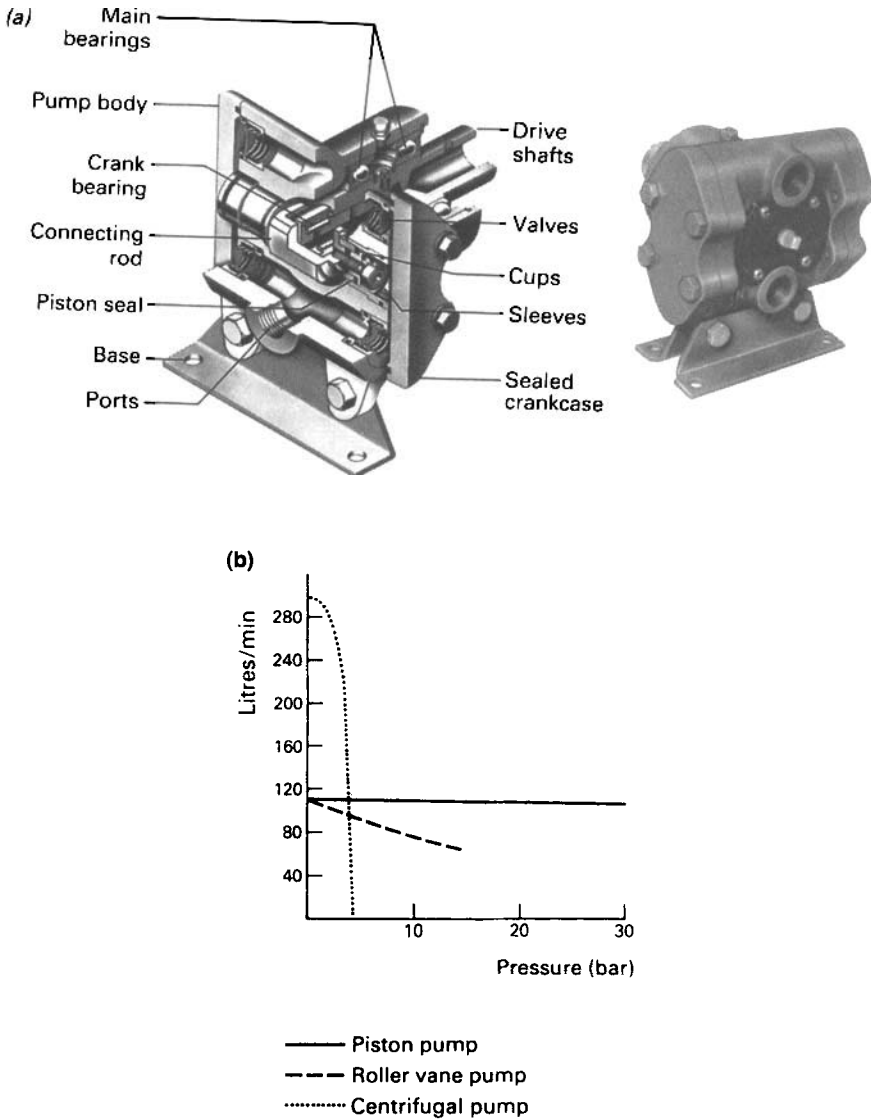 (a)
Main
bearings
Pump body
Crank
bearing
Connecting
rod
Piston seal
Base
Ports
Drive
shafts
Valves
Cups
Sleeves
Sealed
crankcase
(b)
Litres/min
280
240
200
160
120
80
40
10
20
30
Pressure (bar)
Piston pump
Roller vane pump
Centrifugal pump